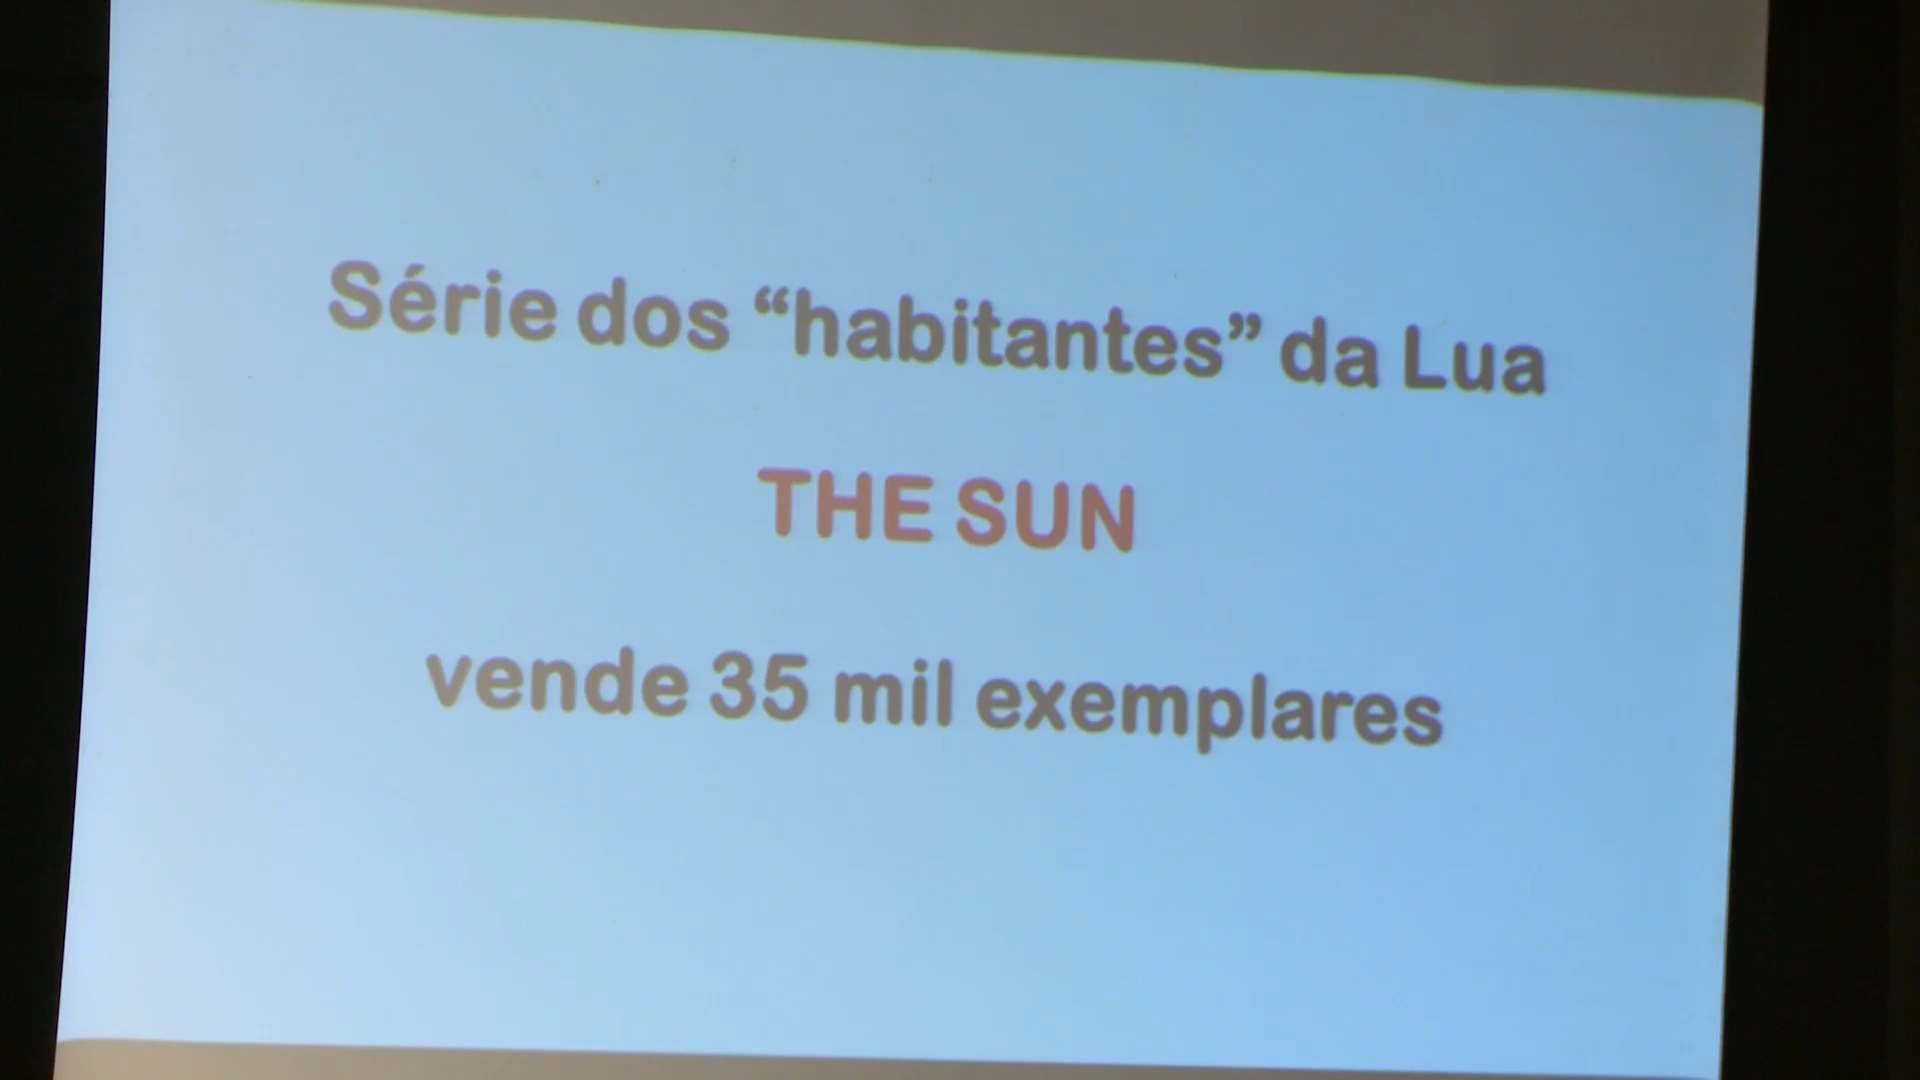 Série dos “habitantes” da Lua
THE SUN
vende 35 mil exemplares